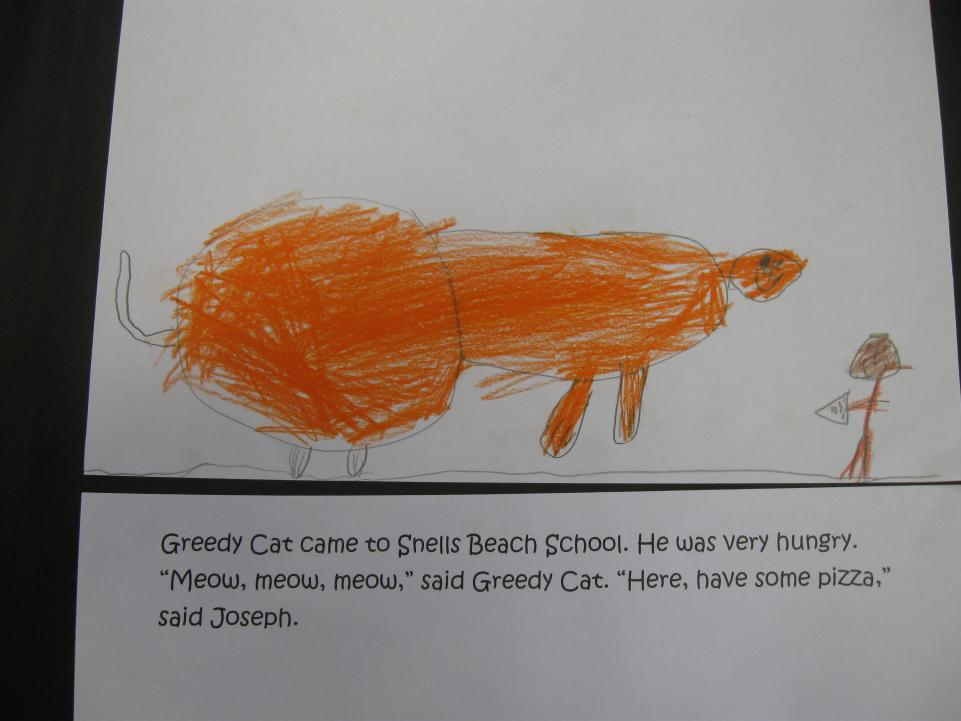 Greedy Cat came to Snells Beach School. He was very hungry.
“Meow, meow, meow,” said Greedy Cat. “Here, have some pizza,”
said Joseph.